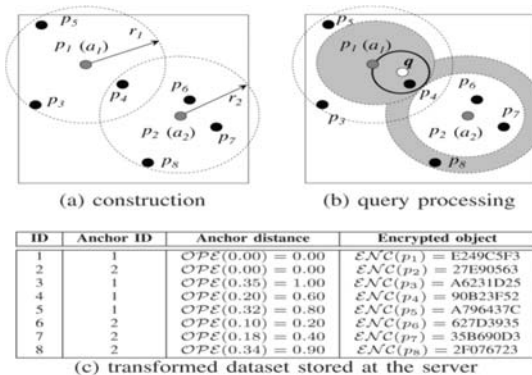 p5
r1
p1 (a1)
p3
p4
p6
r2
p2 (a2)
p7
p8
(a) construction
p5
p1 (a1)
q
p3
p4
p6
p2 (a2)
p7
p8
(b) query processing
ID Anchor ID Anchor distance Encrypted object
1 1 OPE(0.00) = 0.00 ENC(p1) = E249C5F3
2 2 OPE(0.00) = 0.00 ENC(p2) = 27E90563
3 1 OPE(0.35) = 1.00 ENC(p3) = A6231D25
4 1 OPE(0.20) = 0.60 ENC(p4) = 90B23F52
5 1 OPE(0.32) = 0.80 ENC(p5) = A796437C
6 2 OPE(0.10) = 0.20 ENC(p6) = 627D3935
7 2 OPE(0.18) = 0.40 ENC(p7) = 35B690D3
8 2 OPE(0.34) = 0.90 ENC(p8) = 2F076723
(c) transformed dataset stored at the server